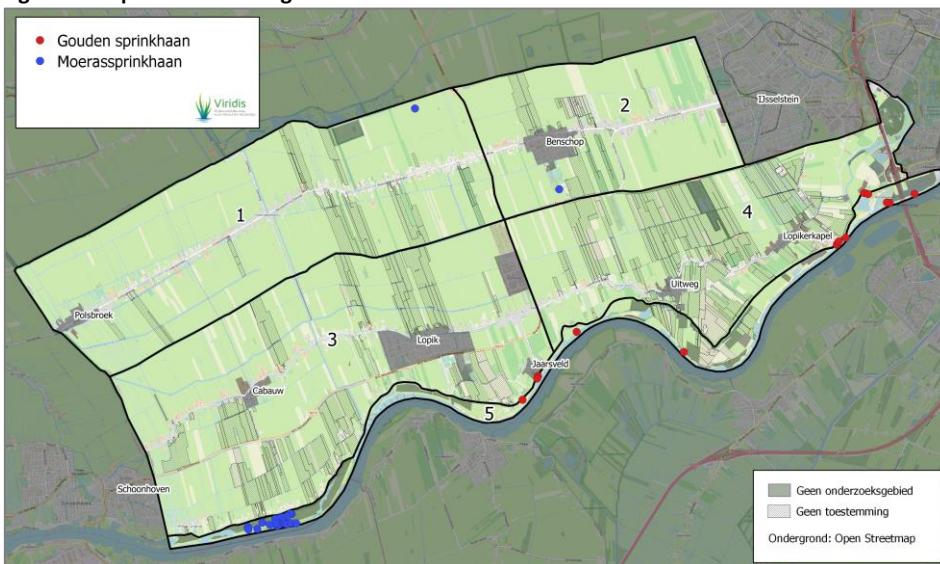 Gouden sprinkhaan
Moerassprinkhaan
Viridis
IJsselstein
2
Benschop
1
4
Lopikerkapel
Uitweg
Polsbroek
3
Lopik
Jaarsveld
Cabauw
5
Schoonhoven
Geen onderzoeksgebied
Geen toestemming
Ondergrond: Open Streetmap